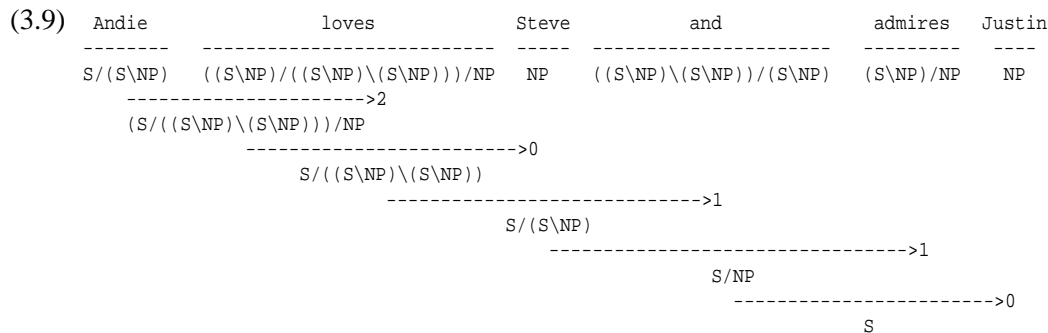 (3.9) Andie loves Steve and admires Justin
-------- --------------------------- ----- ---------------------- --------- ----
S/(S\NP) ((S\NP)/((S\NP)\(S\NP)))/NP NP ((S\NP)\(S\NP))/(S\NP) (S\NP)/NP NP
---------------------->2
(S/((S\NP)\(S\NP)))/NP
------------------------->0
S/((S\NP)\(S\NP))
----------------------------->1
S/(S\NP)
--------------------------------->1
S/NP
------------------------>0
S